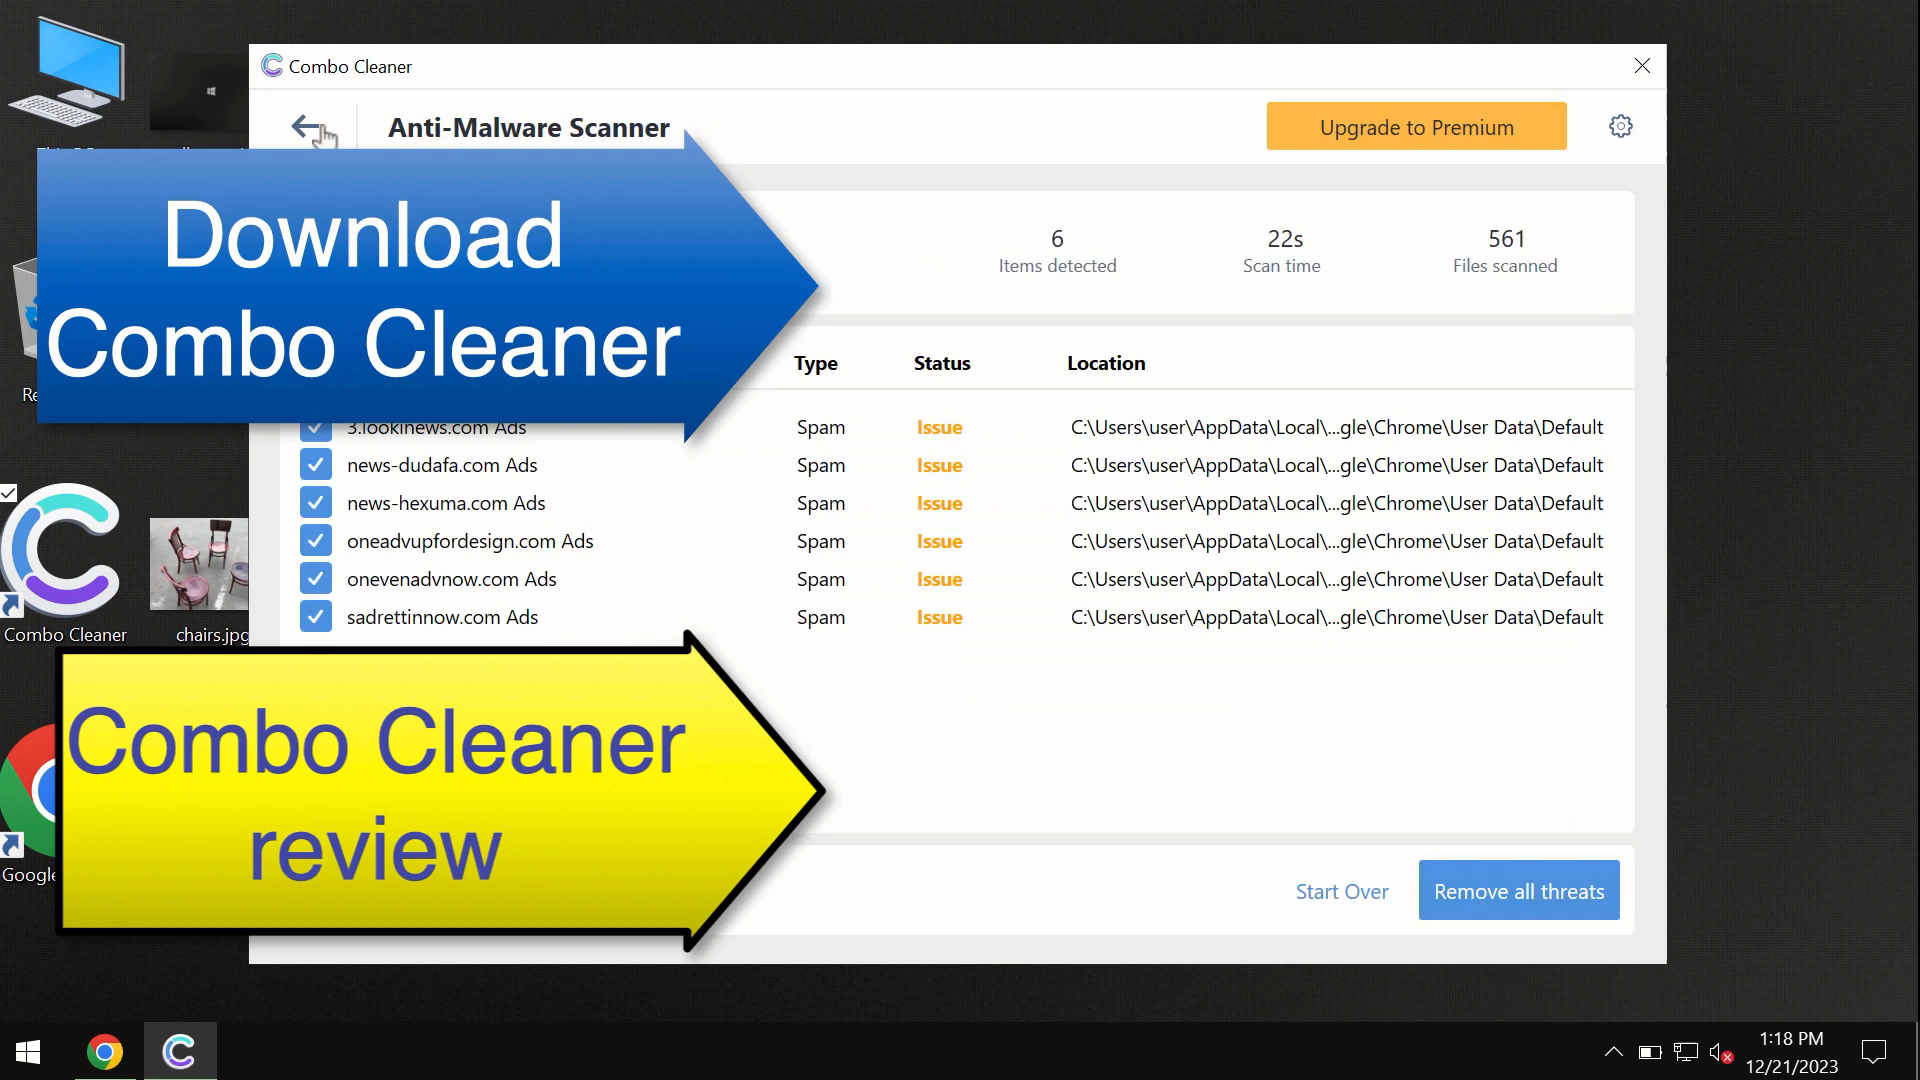 Combo Cleaner
Anti-Malware Scanner
Upgrade to Premium
Download
Combo Cleaner
6
Items detected
22s
Scan time
561
Files scanned
Type Status Location
3.lookinews.com Ads Spam Issue C:\Users\user\AppData\Local\...gle\Chrome\User Data\Default
news-dudafa.com Ads Spam Issue C:\Users\user\AppData\Local\...gle\Chrome\User Data\Default
news-hexuma.com Ads Spam Issue C:\Users\user\AppData\Local\...gle\Chrome\User Data\Default
oneadvupfordesign.com Ads Spam Issue C:\Users\user\AppData\Local\...gle\Chrome\User Data\Default
onevenadvnow.com Ads Spam Issue C:\Users\user\AppData\Local\...gle\Chrome\User Data\Default
sadrettinnow.com Ads Spam Issue C:\Users\user\AppData\Local\...gle\Chrome\User Data\Default
Combo Cleaner
chairs.jpg
Combo Cleaner
review
Google
Start Over
Remove all threats
1:18 PM
12/21/2023